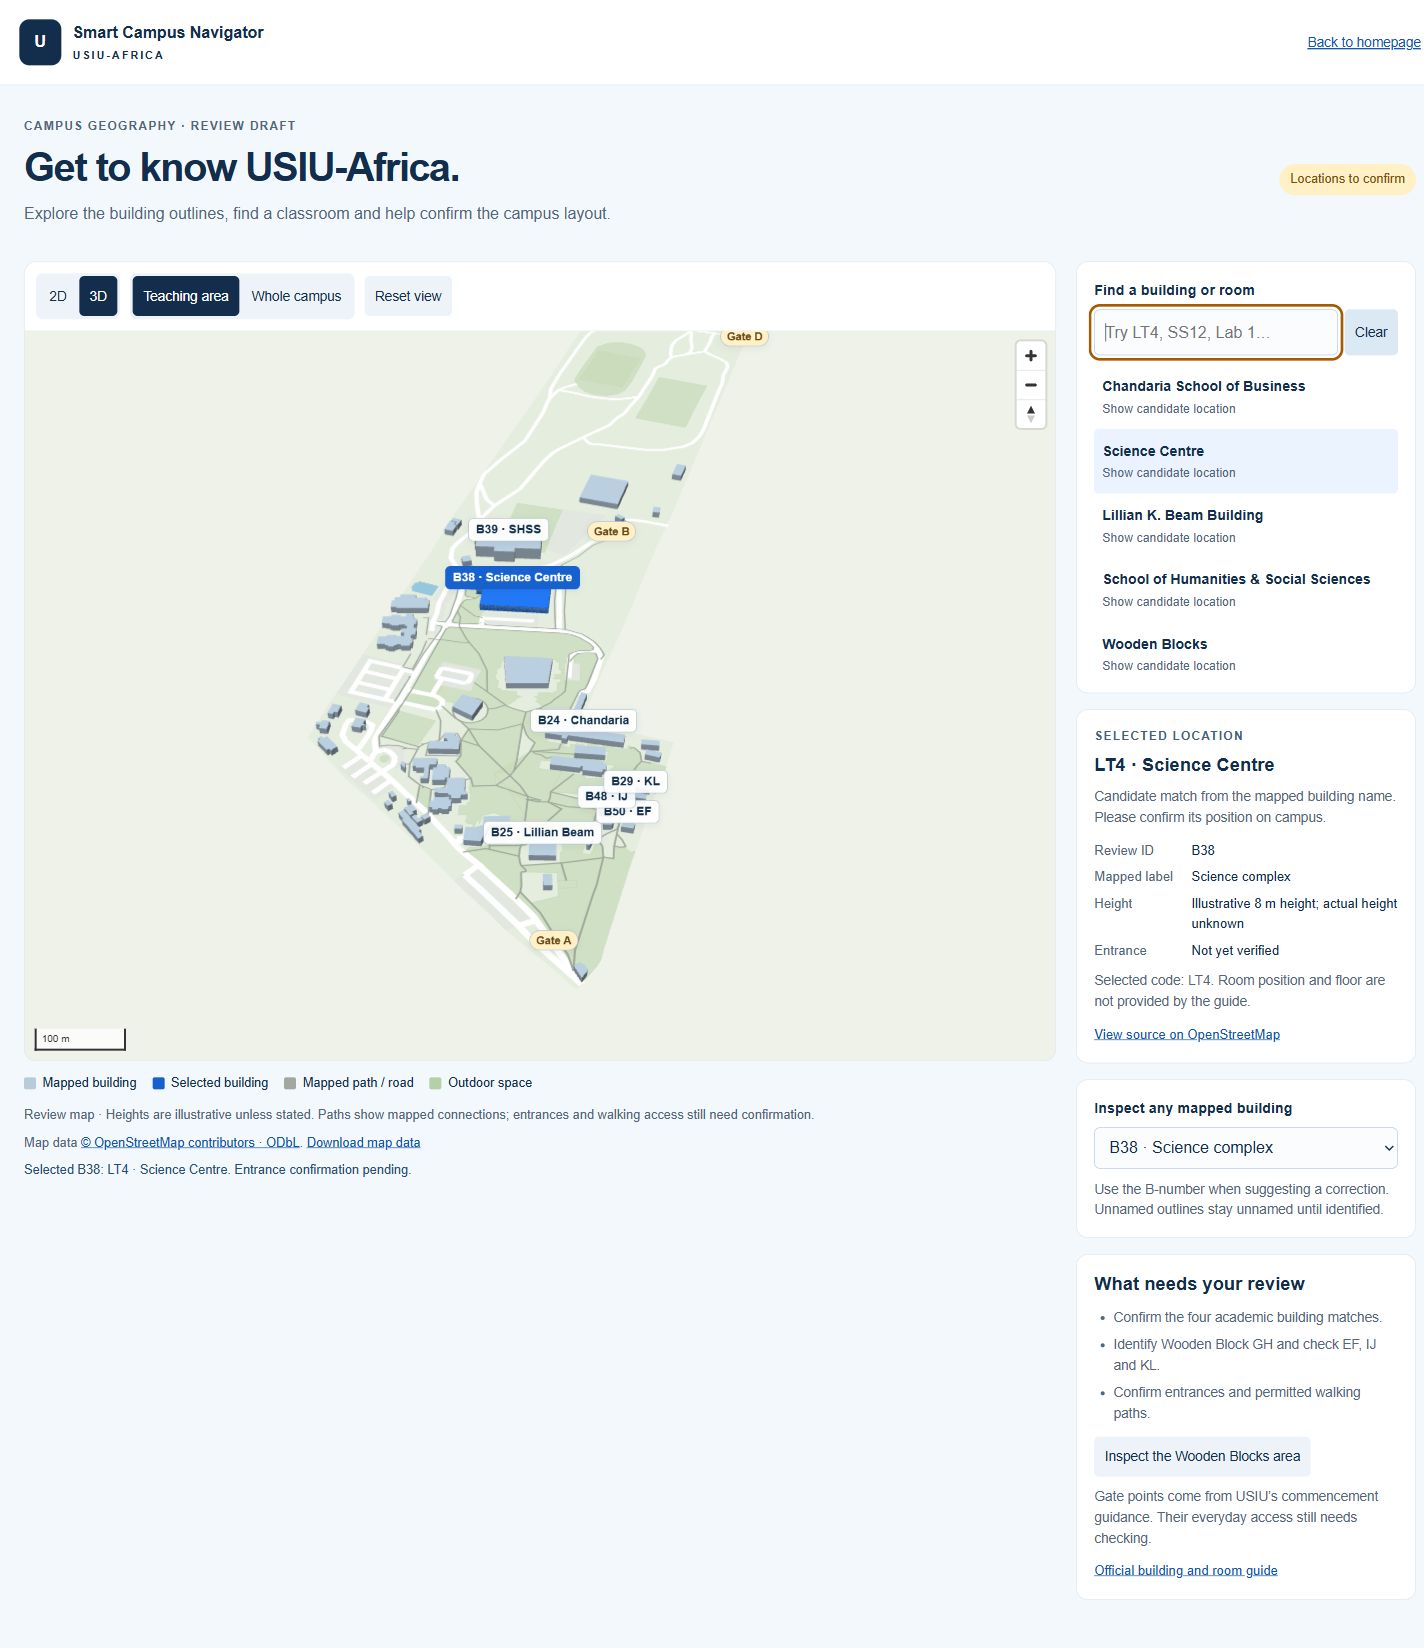 U
Smart Campus Navigator
USIU-AFRICA
Back to homepage
CAMPUS GEOGRAPHY · REVIEW DRAFT
Get to know USIU-Africa.
Locations to confirm
Explore the building outlines, find a classroom and help confirm the campus layout.
2D 3D Teaching area Whole campus Reset view
Gate D
B39 · SHSS
Gate B
B38 · Science Centre
B24 · Chandaria
B29 · KL
B48 · IJ
B50 · EF
B25 · Lillian Beam
Gate A
100 m
Mapped building Selected building Mapped path / road Outdoor space
Review map · Heights are illustrative unless stated. Paths show mapped connections; entrances and walking access still need confirmation.
Map data © OpenStreetMap contributors · ODbL. Download map data
Selected B38: LT4 · Science Centre. Entrance confirmation pending.
Find a building or room
Try LT4, SS12, Lab 1... Clear
Chandaria School of Business
Show candidate location
Science Centre
Show candidate location
Lillian K. Beam Building
Show candidate location
School of Humanities & Social Sciences
Show candidate location
Wooden Blocks
Show candidate location
SELECTED LOCATION
LT4 · Science Centre
Candidate match from the mapped building name.
Please confirm its position on campus.
Review ID B38
Mapped label Science complex
Height Illustrative 8 m height; actual height
unknown
Entrance Not yet verified
Selected code: LT4. Room position and floor are
not provided by the guide.
View source on OpenStreetMap
Inspect any mapped building
B38 · Science complex
Use the B-number when suggesting a correction.
Unnamed outlines stay unnamed until identified.
What needs your review
• Confirm the four academic building matches.
• Identify Wooden Block GH and check EF, IJ
and KL.
• Confirm entrances and permitted walking
paths.
Inspect the Wooden Blocks area
Gate points come from USIU's commencement
guidance. Their everyday access still needs
checking.
Official building and room guide